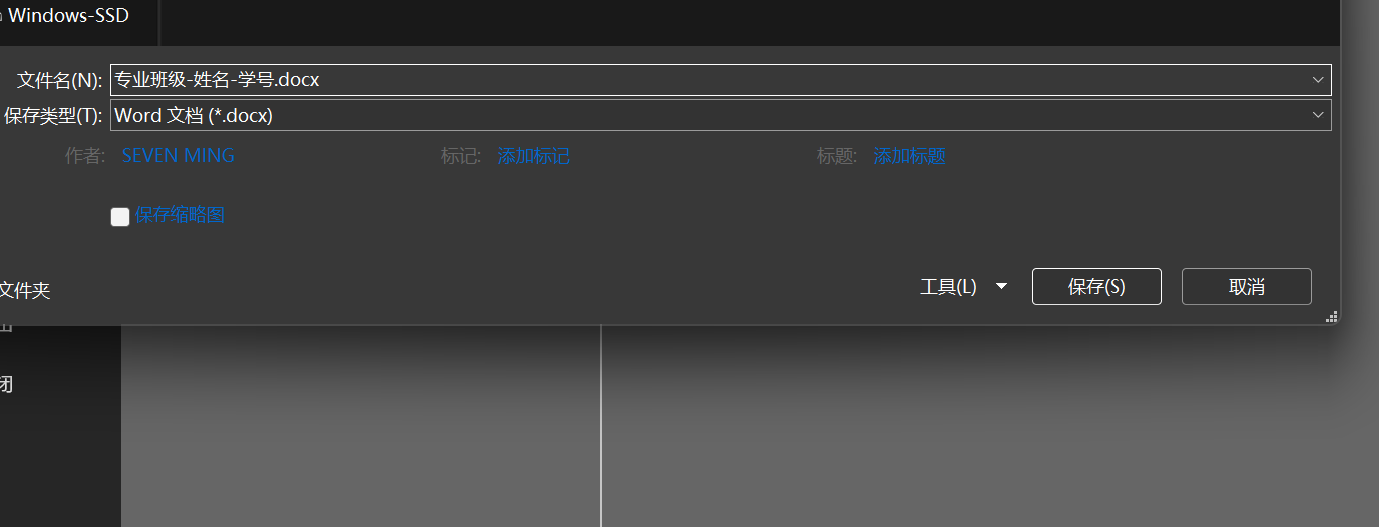 Windows-SSD
文件名(N): 专业班级-姓名-学号.docx
保存类型(T): Word 文档 (*.docx)
作者: SEVEN MING 标记: 添加标记 标题: 添加标题
保存缩略图
文件夹 工具(L) 保存(S) 取消
闭